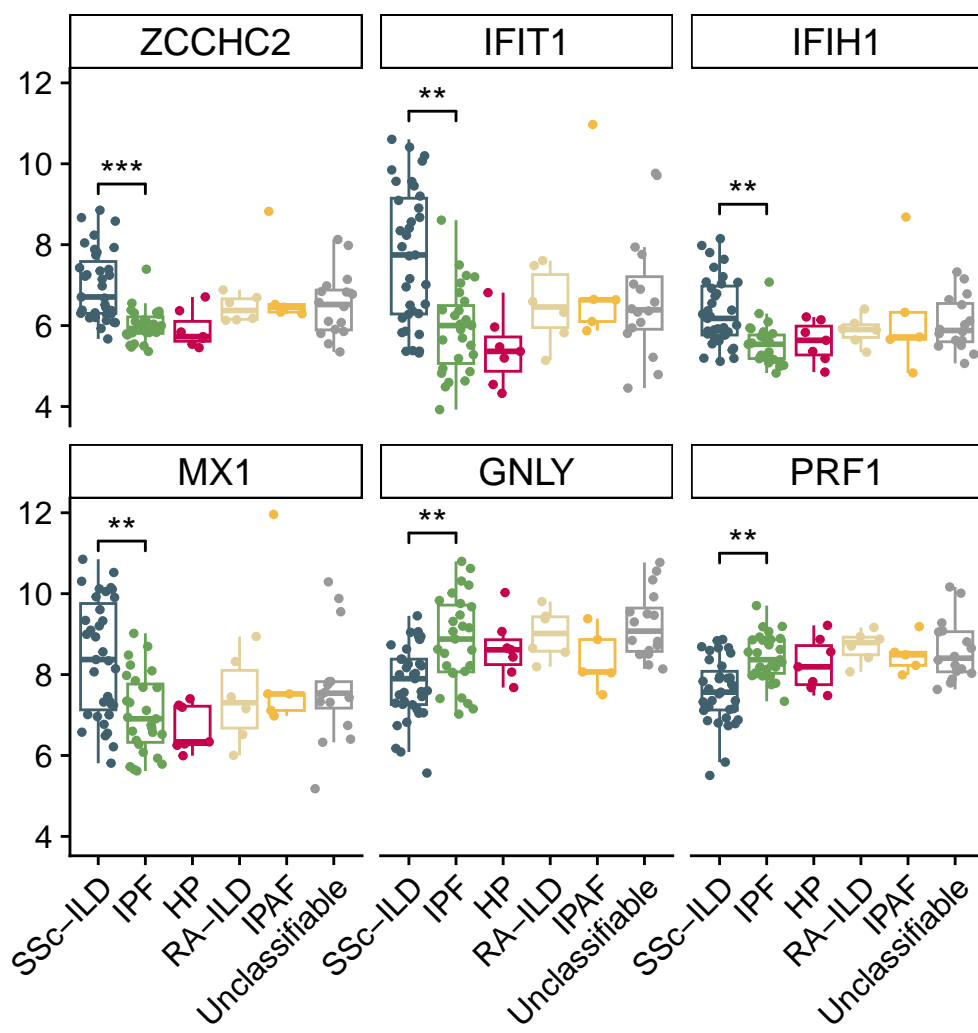 ZCCHC2 IFIT1 IFIH1
12
10
8
6
4
*** ** **
MX1 GNLY PRF1
12
10
8
6
4
** ** **
SSc−ILD IPF HP RA−ILD IPAF Unclassifiable SSc−ILD IPF HP RA−ILD IPAF Unclassifiable SSc−ILD IPF HP RA−ILD IPAF Unclassifiable